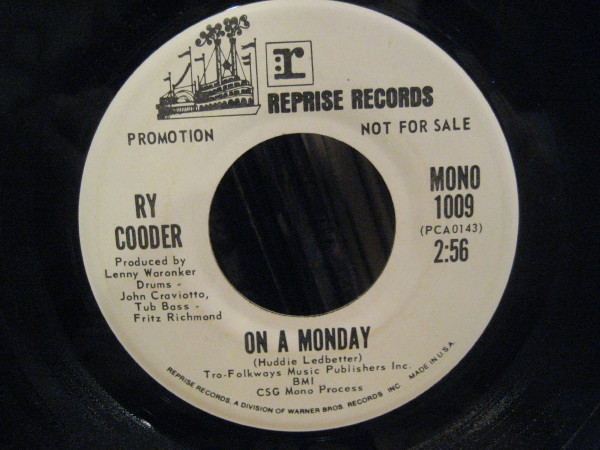 :r
REPRISE RECORDS
PROMOTION
NOT FOR SALE
RY
COODER
Produced by
Lenny Waronker
Drums -
John Craviotto,
Tub Bass -
Fritz Richmond
MONO
1009
(PCA0143)
2:56
ON A MONDAY
(Huddie Ledbetter)
Tro-Folkways Music Publishers Inc.
BMI
CSG Mono Process
REPRISE RECORDS, A DIVISION OF WARNER BROS. RECORDS INC. MADE IN U.S.A.